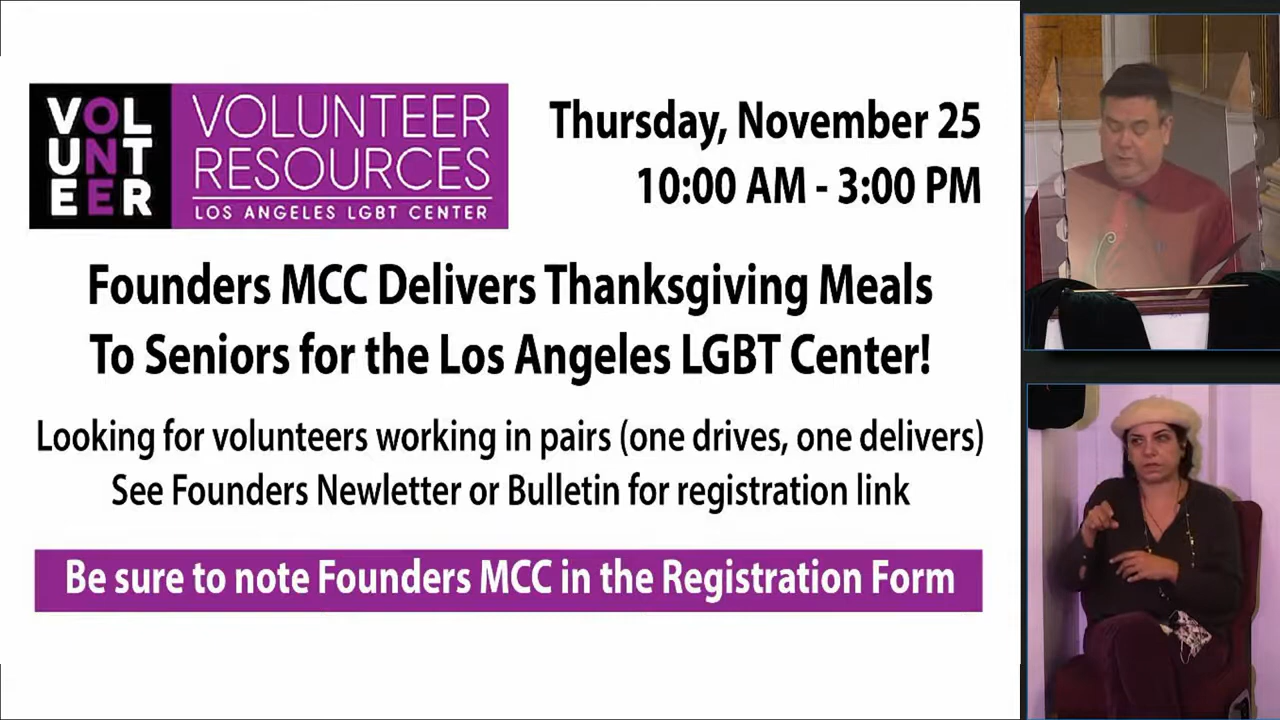 VOL
UNT
EER
VOLUNTEER
RESOURCES
LOS ANGELES LGBT CENTER
Thursday, November 25
10:00 AM - 3:00 PM
Founders MCC Delivers Thanksgiving Meals
To Seniors for the Los Angeles LGBT Center!
Looking for volunteers working in pairs (one drives, one delivers)
See Founders Newletter or Bulletin for registration link
Be sure to note Founders MCC in the Registration Form